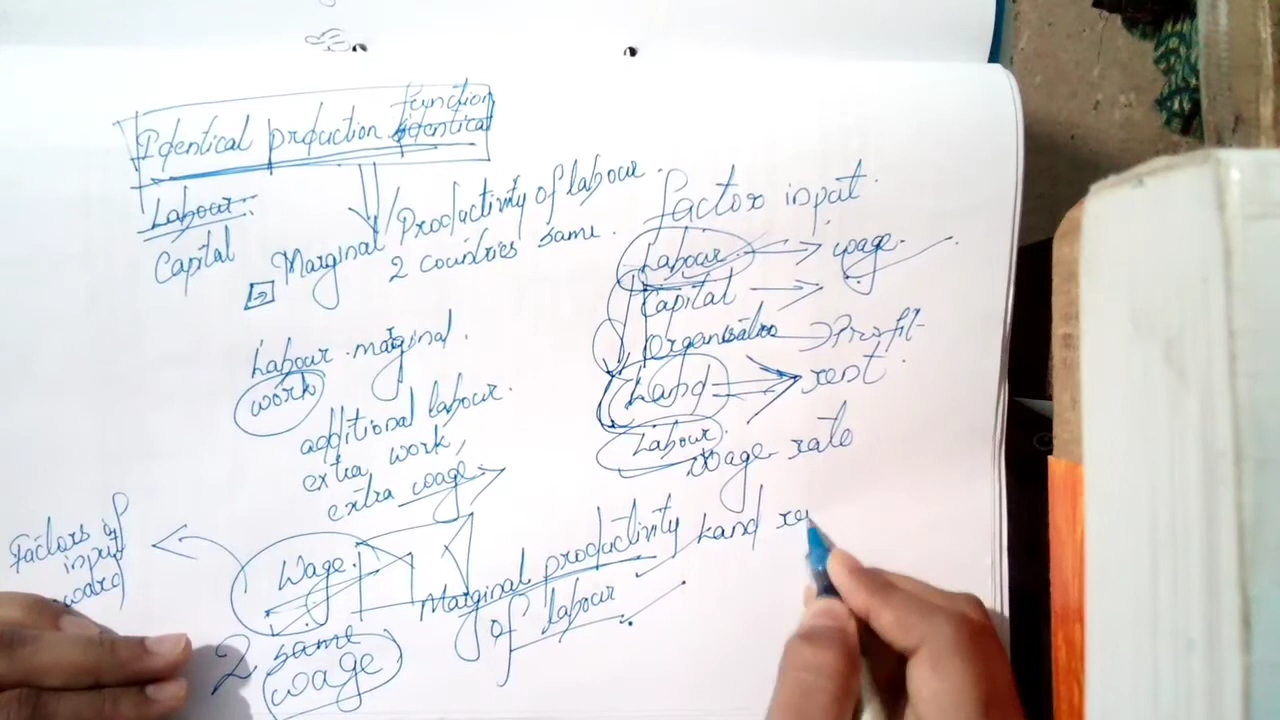 function
Identical production identical
Labour
Capital
Marginal Productivity of labour.
2 countries same.
Labour marginal.
work
additional labour.
extra work,
extra wage
Factors of
input
Wage.
2 same
wage
Marginal productivity
of labour
factor input.
Labour wage.
Capital
Organisation Profit
Land rent.
Labour.
wage rate
Land re